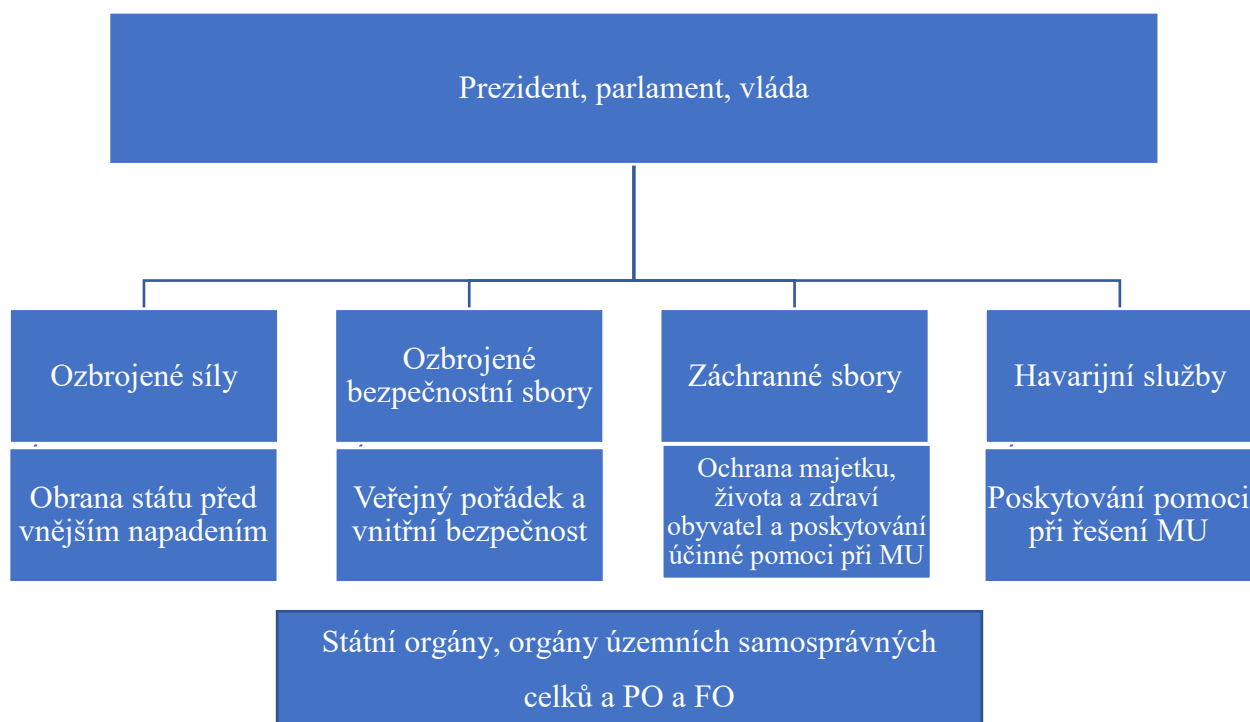 Prezident, parlament, vláda
Ozbrojené síly
Ozbrojené
bezpečnostní sbory
Záchranné sbory
Havarijní služby
Obrana státu před
vnějším napadením
Veřejný pořádek a
vnitřní bezpečnost
Ochrana majetku,
života a zdraví
obyvatel a poskytování
účinné pomoci při MU
Poskytování pomoci
při řešení MU
Státní orgány, orgány územních samosprávných
celků a PO a FO